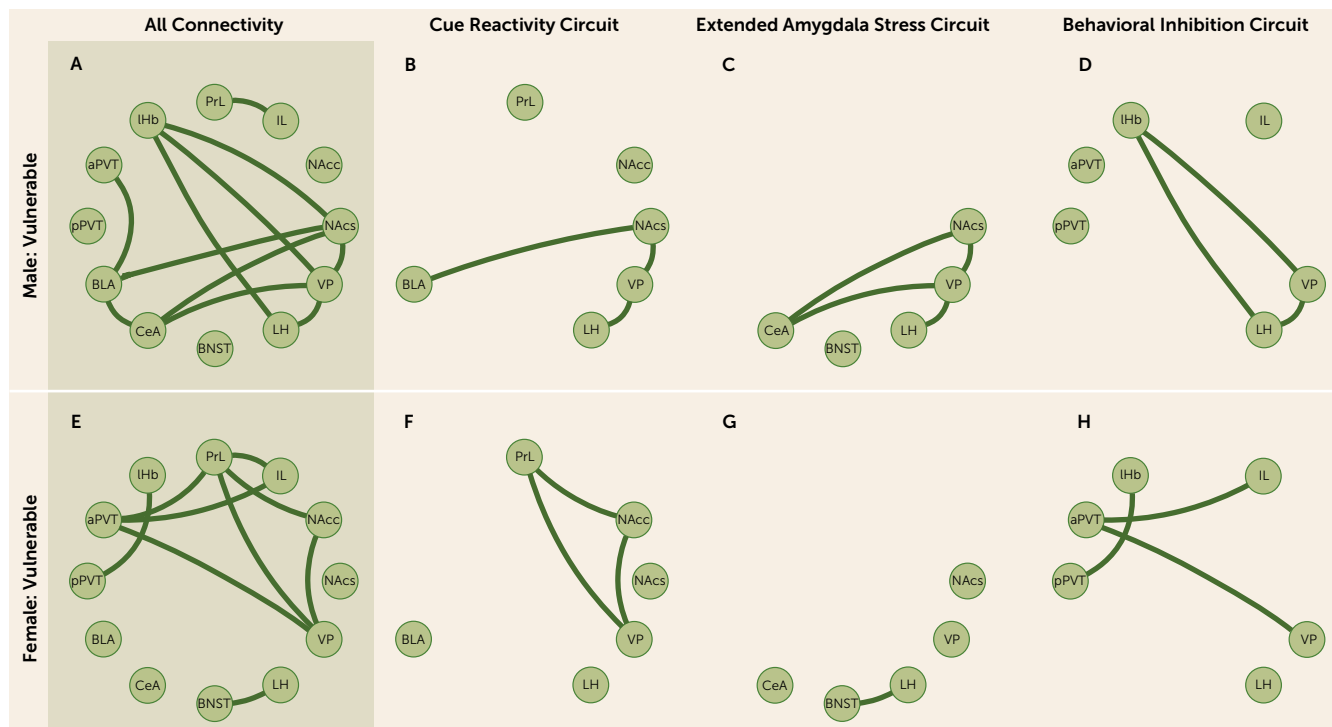 All Connectivity
Cue Reactivity Circuit
Extended Amygdala Stress Circuit
Behavioral Inhibition Circuit
Male: Vulnerable
A
PrL
IL
lHb
NAcc
aPVT
NAcs
pPVT
BLA
VP
CeA
LH
BNST
B
PrL
NAcc
NAcs
BLA
VP
LH
C
NAcs
VP
CeA
LH
BNST
D
lHb
IL
aPVT
pPVT
VP
LH
Female: Vulnerable
E
PrL
lHb
IL
aPVT
NAcc
pPVT
NAcs
BLA
VP
CeA
LH
BNST
F
PrL
NAcc
NAcs
BLA
VP
LH
G
NAcs
VP
CeA
LH
BNST
H
lHb
IL
aPVT
pPVT
VP
LH